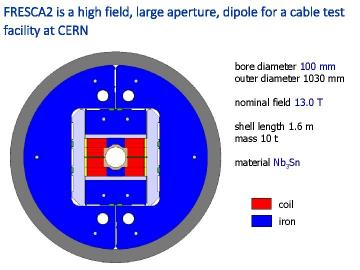 FRESCA2 is a high field, large aperture, dipole for a cable test
facility at CERN
bore diameter 100 mm
outer diameter 1030 mm
nominal field 13.0 T
shell length 1.6 m
mass 10 t
material Nb₃Sn
coil
iron